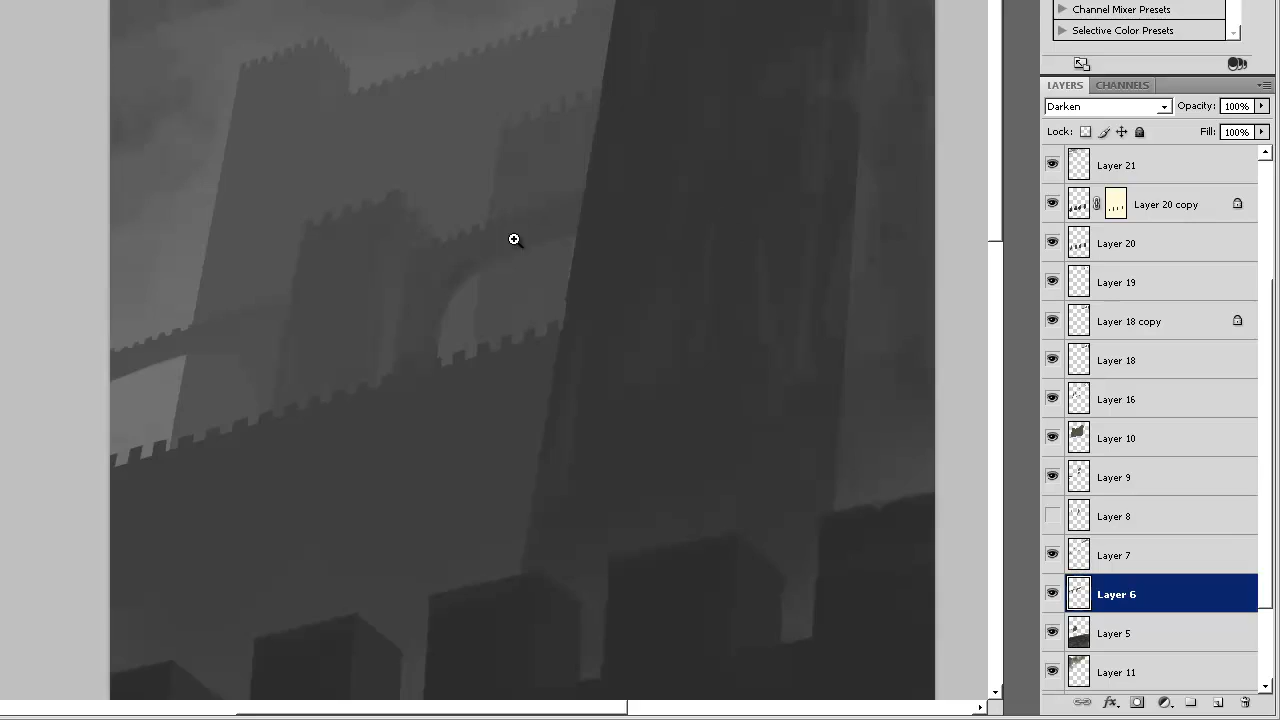 Channel Mixer Presets
Selective Color Presets
LAYERS CHANNELS
Darken Opacity: 100%
Lock: Fill: 100%
Layer 21
Layer 20 copy
Layer 20
Layer 19
Layer 18 copy
Layer 18
Layer 16
Layer 10
Layer 9
Layer 8
Layer 7
Layer 6
Layer 5
Layer 11
fx